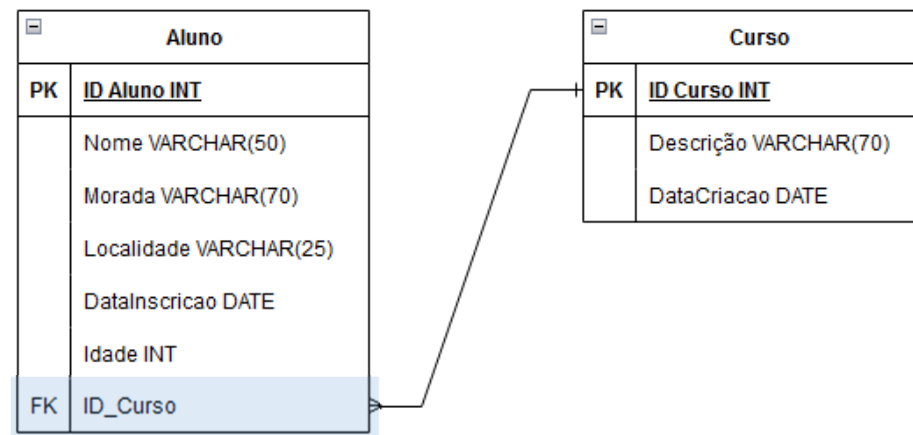 Aluno
PK ID Aluno INT
Nome VARCHAR(50)
Morada VARCHAR(70)
Localidade VARCHAR(25)
DataInscricao DATE
Idade INT
FK ID_Curso
Curso
PK ID Curso INT
Descrição VARCHAR(70)
DataCriacao DATE